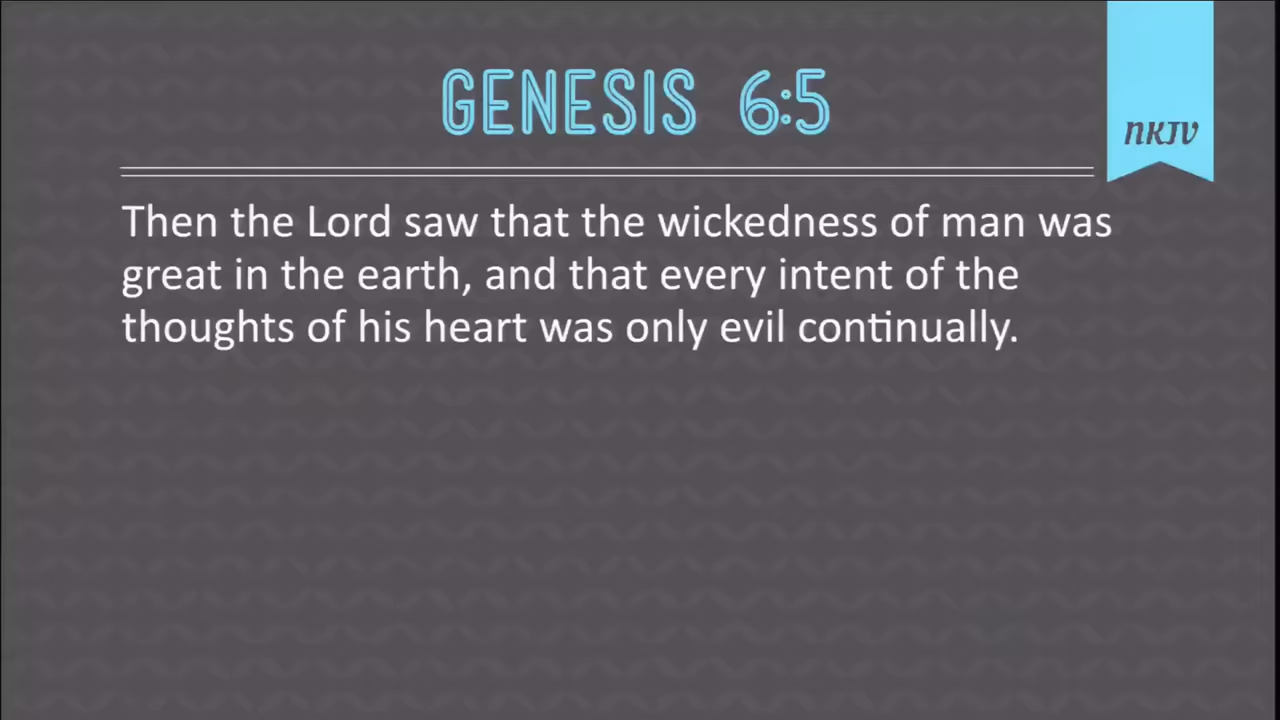 GENESIS 6:5
NKJV
Then the Lord saw that the wickedness of man was
great in the earth, and that every intent of the
thoughts of his heart was only evil continually.